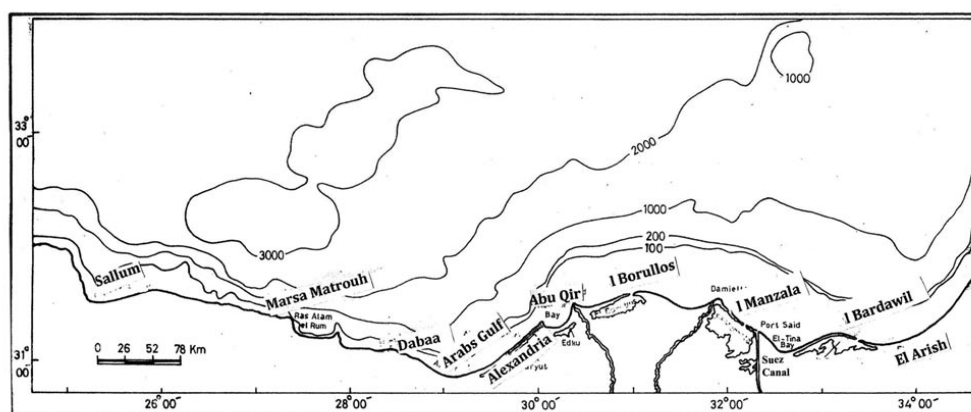 1000
33°
00'
2000
1000
200
100
3000
Sallum
Marsa Matrouh
Ras Alam
el Rum
Dabaa
Arabs Gulf
Alexandria
Abu Qir
Bay
Edku
l Borullos
l Manzala
Port Said
El-Tina
Bay
Suez
Canal
l Bardawil
El Arish
0 26 52 78 Km
31°
00'
26°00' 28°00' 30°00' 32°00' 34°00'